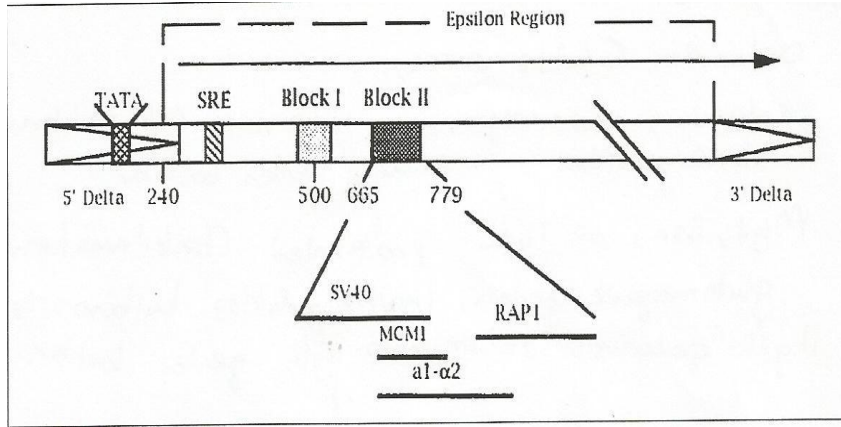 Epsilon Region
TATA SRE Block I Block II
5' Delta 240 500 665 779 3' Delta
SV40
RAP1
MCM1
a1-α2